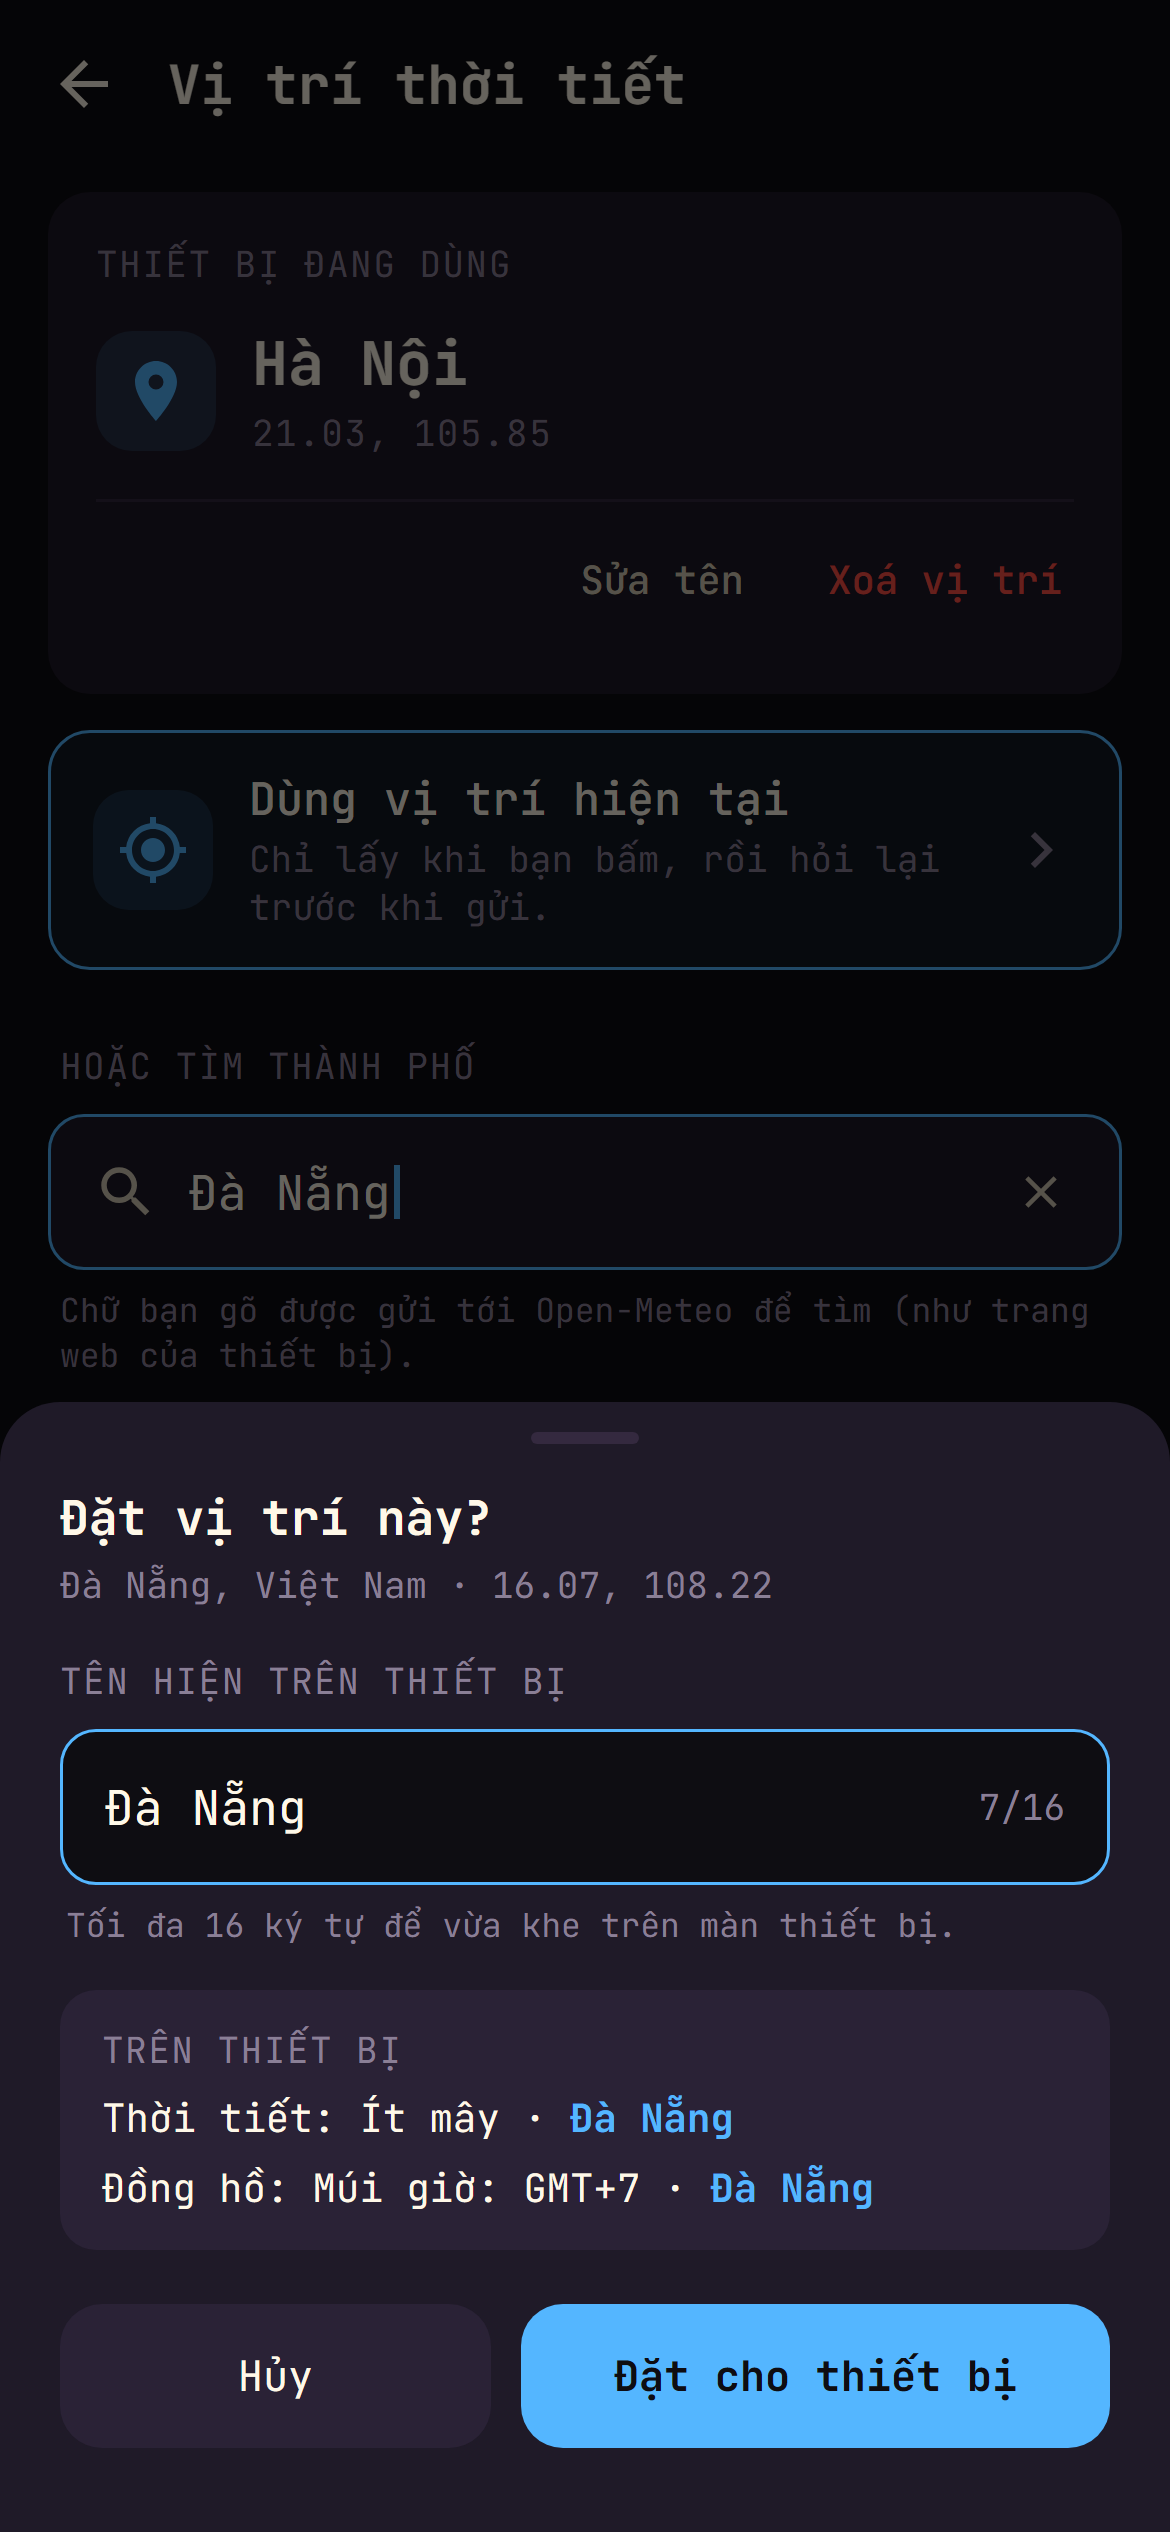 Vị trí thời tiết
THIẾT BỊ ĐANG DÙNG
Hà Nội
21.03, 105.85
Sửa tên
Xoá vị trí
Dùng vị trí hiện tại
Chỉ lấy khi bạn bấm, rồi hỏi lại
trước khi gửi.
HOẶC TÌM THÀNH PHỐ
Đà Nẵng
Chữ bạn gõ được gửi tới Open-Meteo để tìm (như trang
web của thiết bị).
Đặt vị trí này?
Đà Nẵng, Việt Nam · 16.07, 108.22
TÊN HIỆN TRÊN THIẾT BỊ
Đà Nẵng
7/16
Tối đa 16 ký tự để vừa khe trên màn thiết bị.
TRÊN THIẾT BỊ
Thời tiết: Ít mây · Đà Nẵng
Đồng hồ: Múi giờ: GMT+7 · Đà Nẵng
Hủy
Đặt cho thiết bị